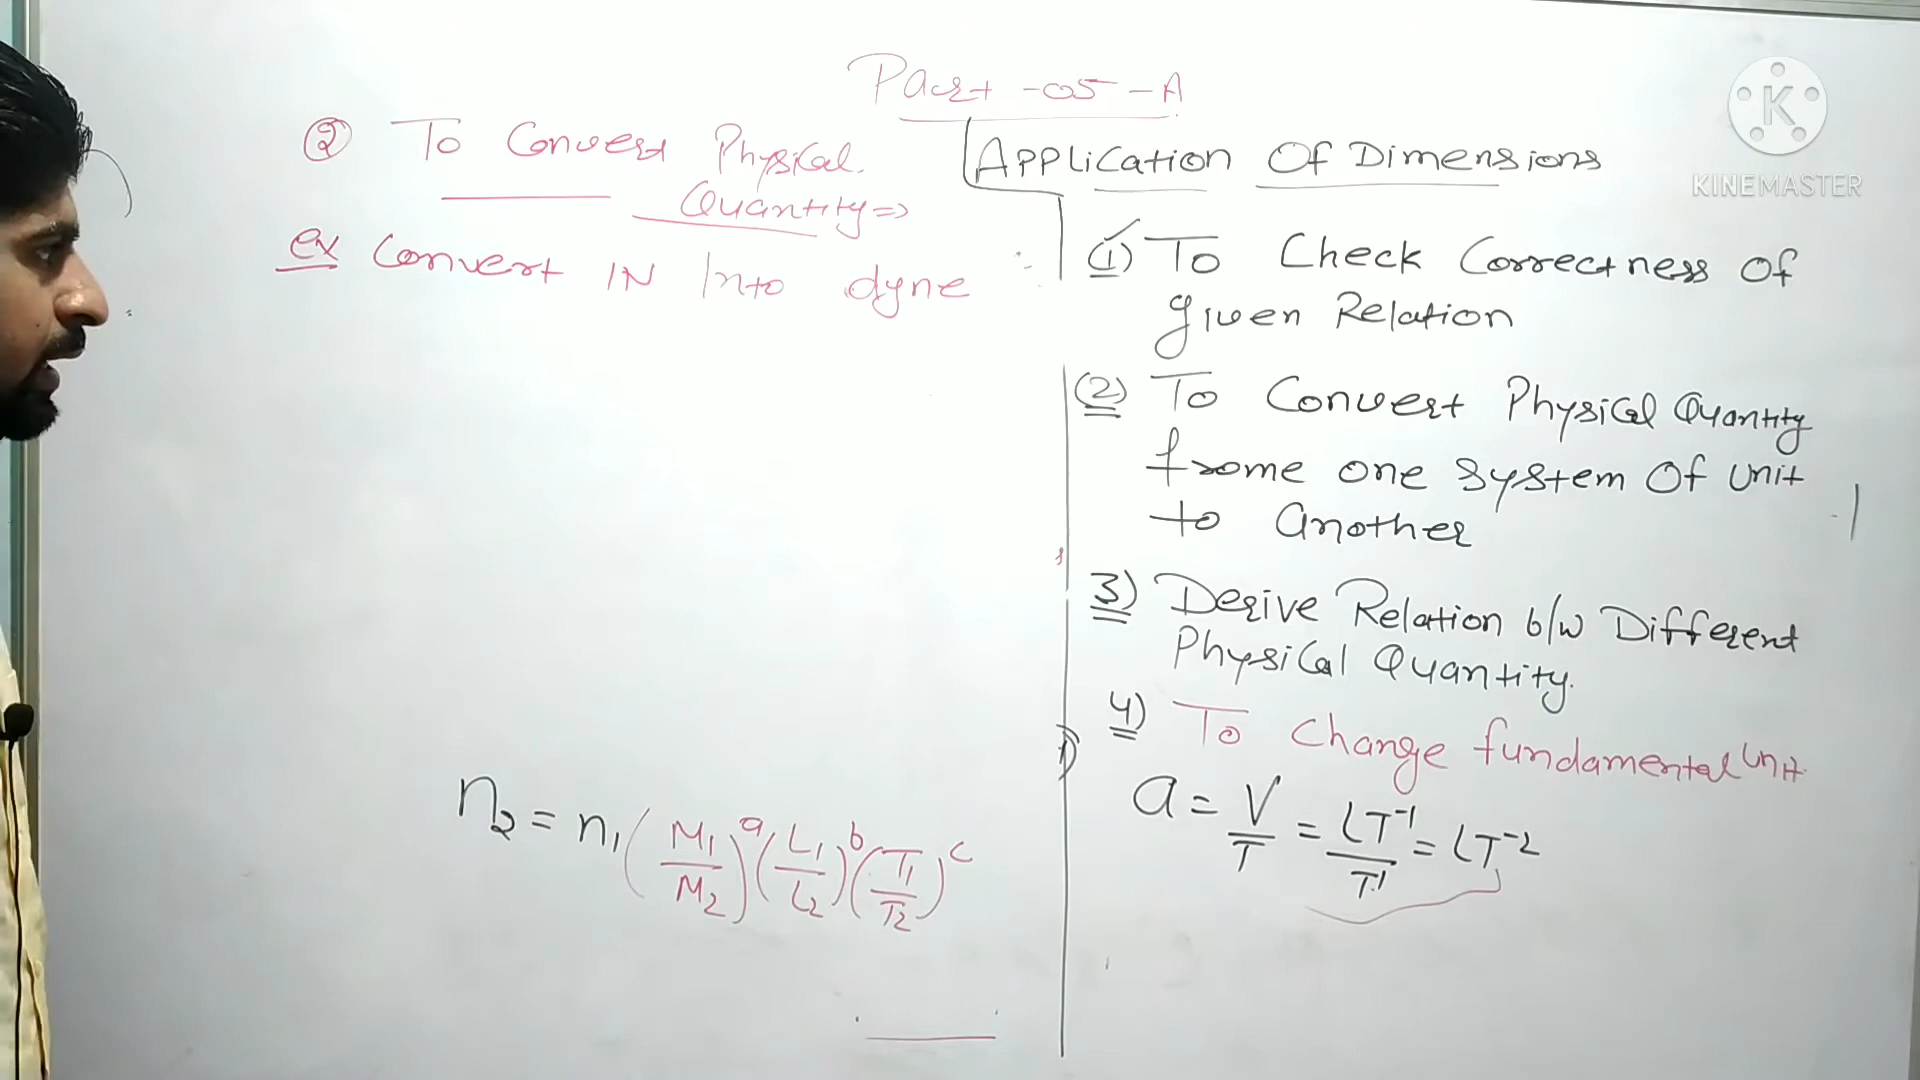 Part -05-A
② To Convert Physical
Quantity=>
ex Convert 1N Into dyne
Application Of Dimensions
(1) To Check Correctness Of
given Relation
(2) To Convert Physical Quantity
frome one System Of Unit
to another
3) Derive Relation b/w Different
Physical Quantity.
4) To Change fundamental Unit
a = V/T = LT⁻¹/T¹ = LT⁻²
n₂ = n₁ (M₁/M₂)ᵃ (L₁/L₂)ᵇ (T₁/T₂)ᶜ
K
KINEMASTER